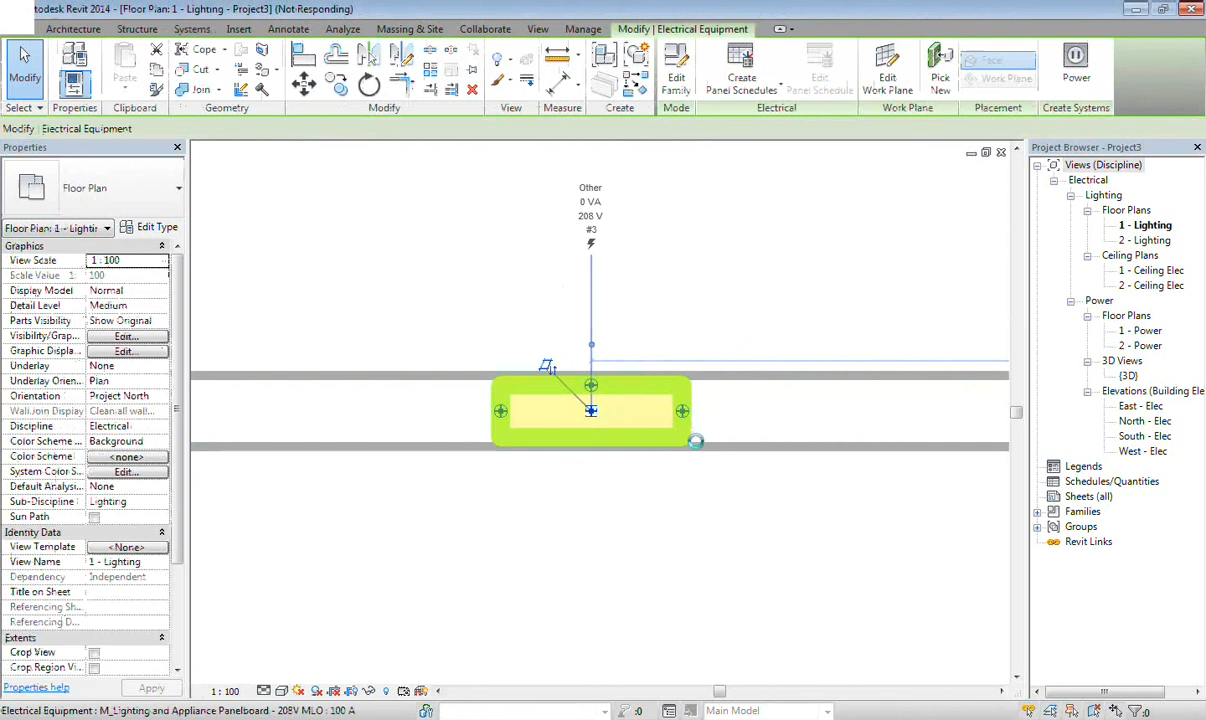 utodesk Revit 2014 - [Floor Plan: 1 - Lighting - Project3] (Not Responding)
Architecture Structure Systems Insert Annotate Analyze Massing & Site Collaborate View Manage Modify | Electrical Equipment
Modify Paste Cope Cut Join Edit Family Create Panel Schedules Edit Panel Schedule Edit Work Plane Pick New Face Work Plane Power
Select Properties Clipboard Geometry Modify View Measure Create Mode Electrical Work Plane Placement Create Systems
Modify | Electrical Equipment
Properties
Floor Plan
Floor Plan: 1 - Lightir Edit Type
Graphics
View Scale 1 : 100
Scale Value 1: 100
Display Model Normal
Detail Level Medium
Parts Visibility Show Original
Visibility/Grap... Edit...
Graphic Displa... Edit...
Underlay None
Underlay Orien... Plan
Orientation Project North
Wall Join Display Clean all wall...
Discipline Electrical
Color Scheme ... Background
Color Scheme <none>
System Color S... Edit...
Default Analysi... None
Sub-Discipline Lighting
Sun Path
Identity Data
View Template <None>
View Name 1 - Lighting
Dependency Independent
Title on Sheet
Referencing Sh...
Referencing D...
Extents
Crop View
Crop Region Vi...
Properties help Apply
Other
0 VA
208 V
#3
Project Browser - Project3
Views (Discipline)
Electrical
Lighting
Floor Plans
1 - Lighting
2 - Lighting
Ceiling Plans
1 - Ceiling Elec
2 - Ceiling Elec
Power
Floor Plans
1 - Power
2 - Power
3D Views
{3D}
Elevations (Building Ele
East - Elec
North - Elec
South - Elec
West - Elec
Legends
Schedules/Quantities
Sheets (all)
Families
Groups
Revit Links
1 : 100
Electrical Equipment : M_Lighting and Appliance Panelboard - 208V MLO : 100 A :0 Main Model :0